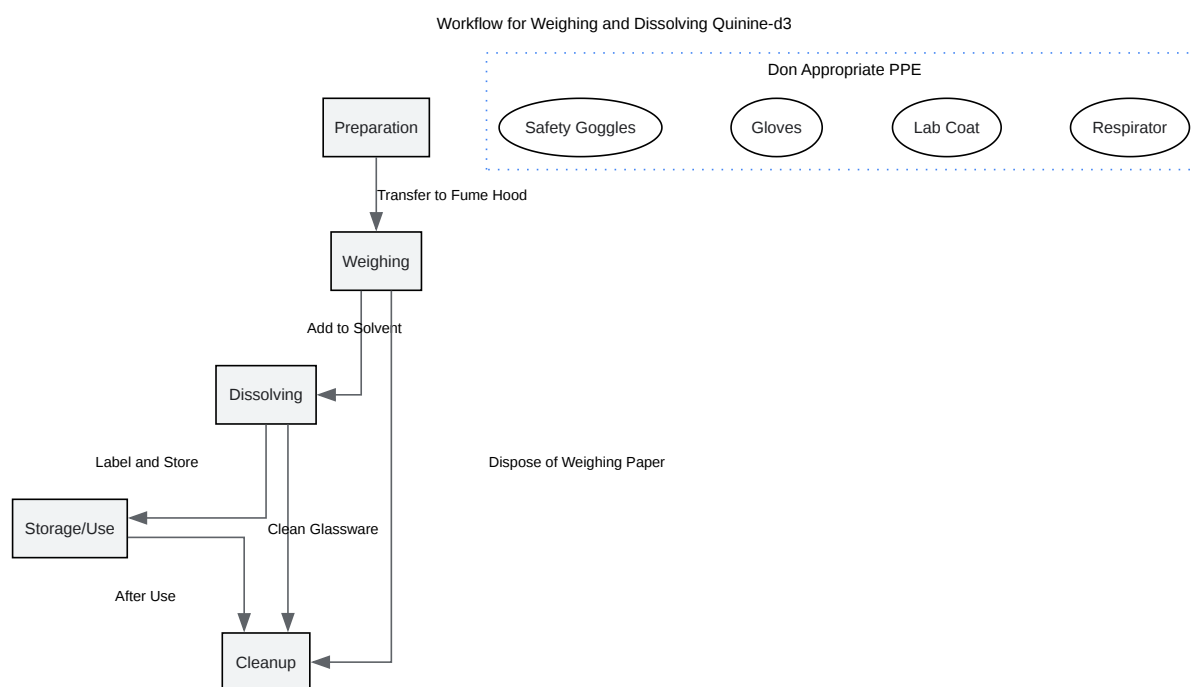 Workflow for Weighing and Dissolving Quinine-d3
Don Appropriate PPE
Preparation
Safety Goggles
Gloves
Lab Coat
Respirator
Transfer to Fume Hood
Weighing
Add to Solvent
Dissolving
Label and Store
Dispose of Weighing Paper
Storage/Use
Clean Glassware
After Use
Cleanup